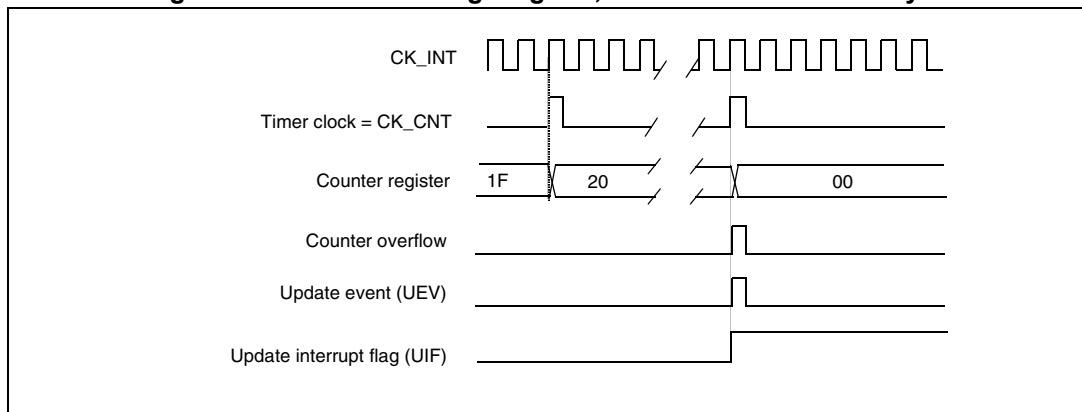 CK_INT
Timer clock = CK_CNT
Counter register 1F 20 00
Counter overflow
Update event (UEV)
Update interrupt flag (UIF)